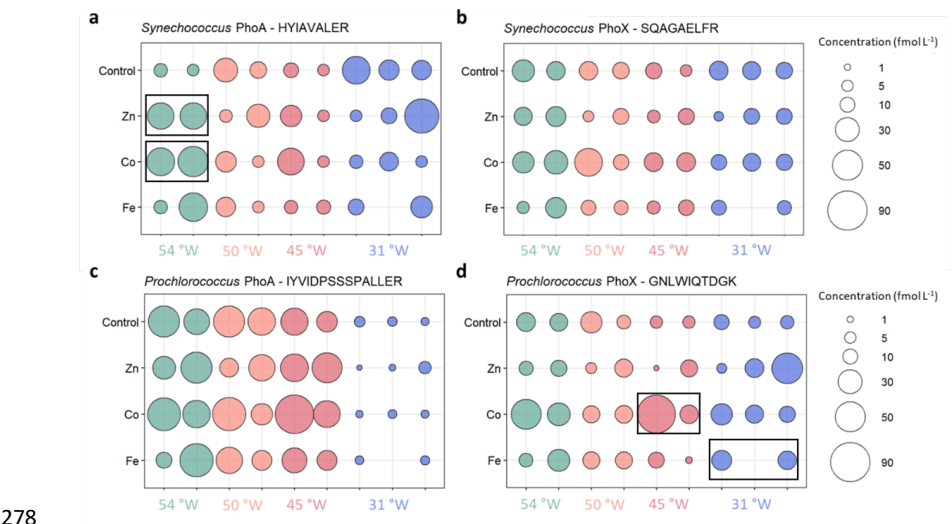 a
Synechococcus PhoA - HYIAVALER
Control
Zn
Co
Fe
54 °W 50 °W 45 °W 31 °W
b
Synechococcus PhoX - SQAGAELFR
Control
Zn
Co
Fe
50 °W 45 °W 31 °W
54 °W
Concentration (fmol L⁻¹)
1
5
10
30
50
90
c
Prochlorococcus PhoA - IYVIDPSSSPALLER
Control
Zn
Co
Fe
54 °W 50 °W 45 °W 31 °W
d
Prochlorococcus PhoX - GNLWIQTDGK
Control
Zn
Co
Fe
54 °W 50 °W 45 °W 31 °W
Concentration (fmol L⁻¹)
1
5
10
30
50
90
278